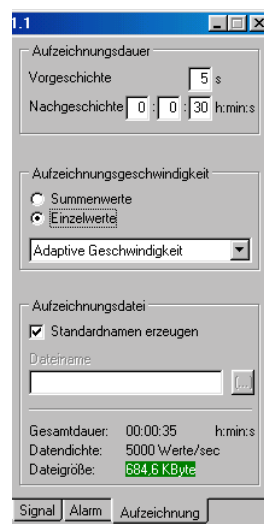 1.1
Aufzeichnungsdauer
Vorgeschichte 5 s
Nachgeschichte 0 : 0 : 30 h:min:s
Aufzeichnungsgeschwindigkeit
Summenwerte
Einzelwerte
Adaptive Geschwindigkeit
Aufzeichnungsdatei
Standardnamen erzeugen
Dateiname
(...)
Gesamtdauer: 00:00:35 h:min:s
Datendichte: 5000 Werte/sec
Dateigröße: 684,6 KByte
Signal Alarm Aufzeichnung